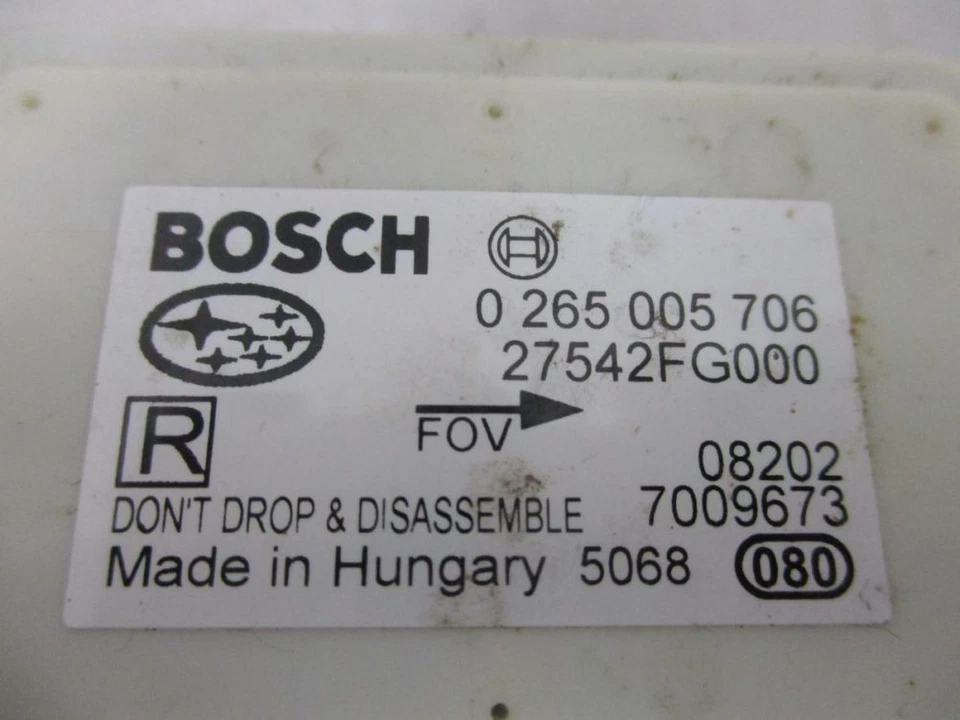 BOSCH
0 265 005 706
27542FG000
R
FOV
08202
DON'T DROP & DISASSEMBLE 7009673
Made in Hungary 5068 080